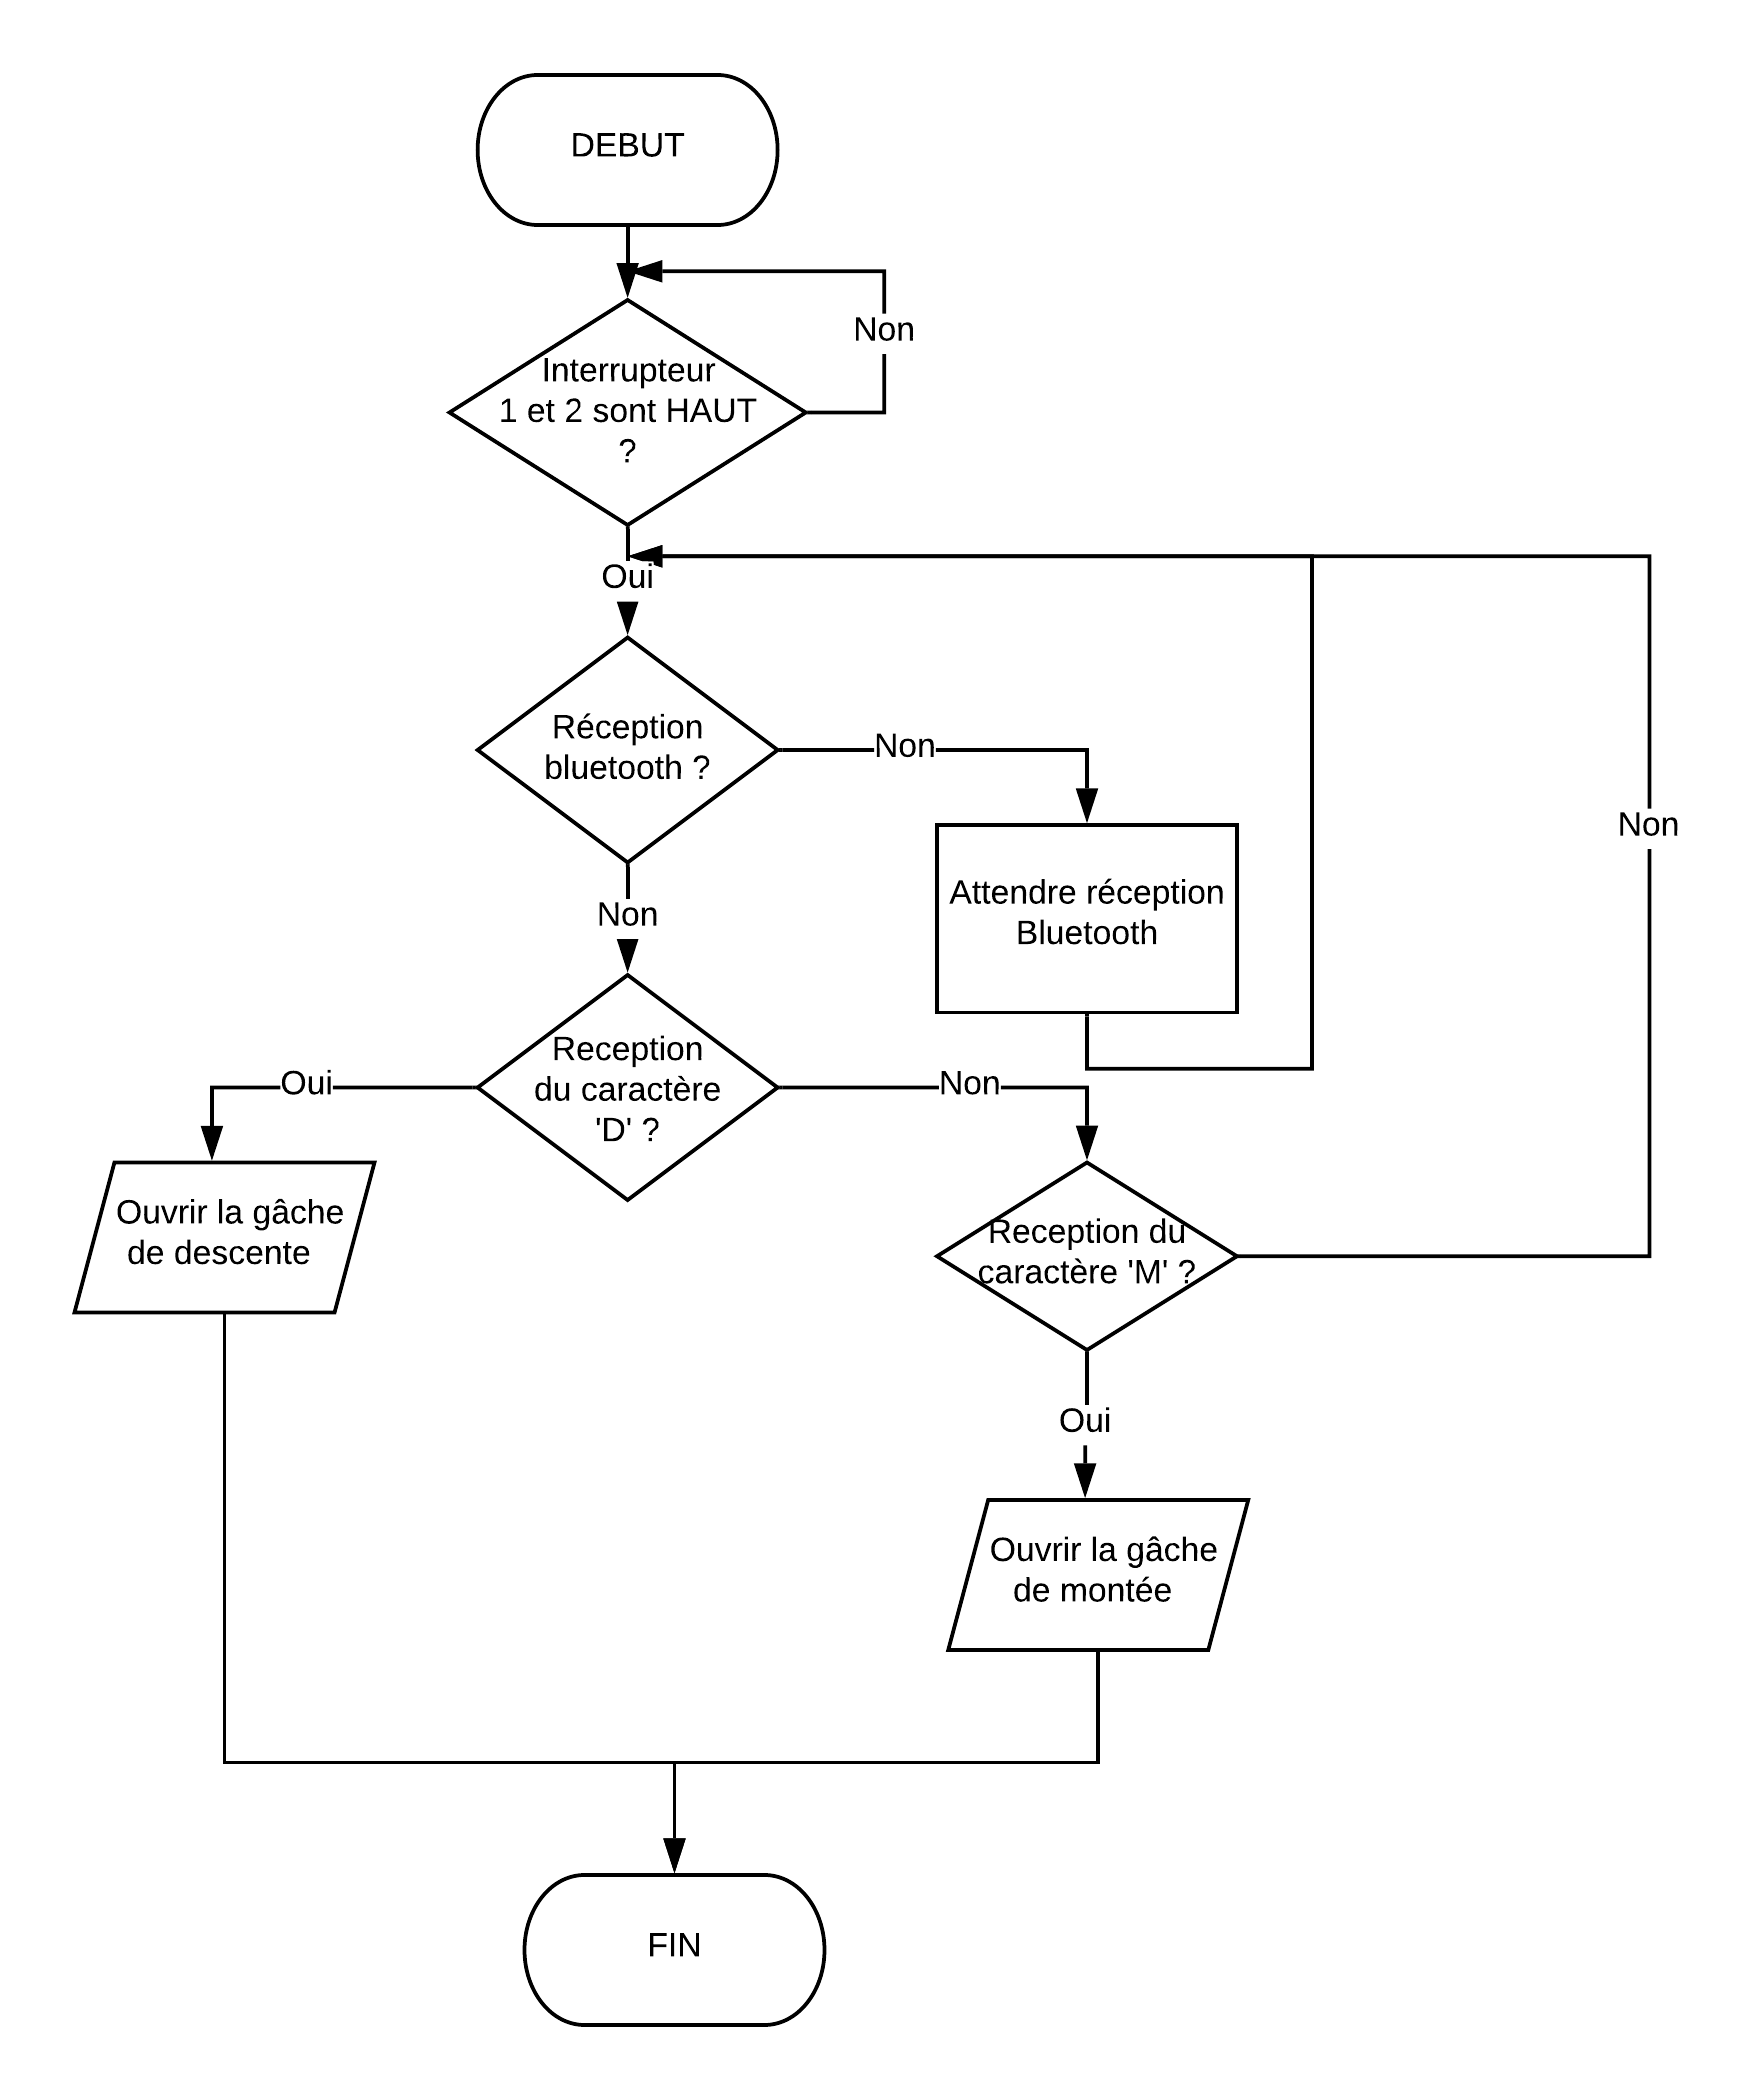 DEBUT
Non
Interrupteur
1 et 2 sont HAUT
?
Oui
Réception
bluetooth ?
Non
Non
Attendre réception
Bluetooth
Non
Reception
du caractère
'D' ?
Oui
Non
Ouvrir la gâche
de descente
Reception du
caractère 'M' ?
Oui
Ouvrir la gâche
de montée
FIN